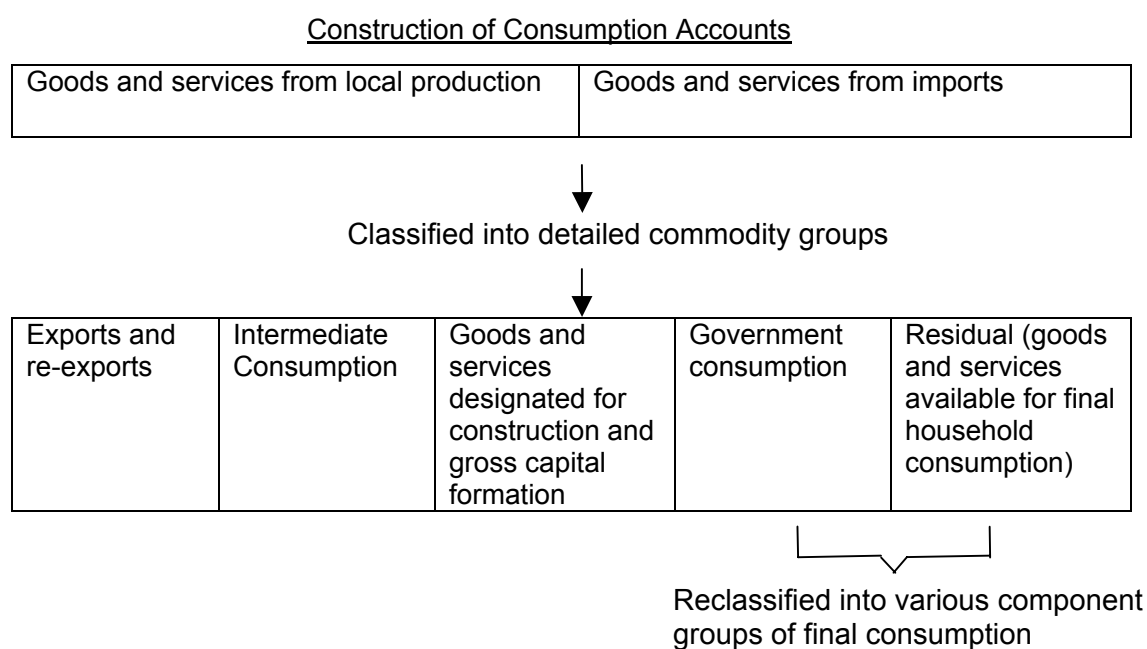 Construction of Consumption Accounts
Goods and services from local production
Goods and services from imports
Classified into detailed commodity groups
Exports and
re-exports
Intermediate
Consumption
Goods and
services
designated for
construction and
gross capital
formation
Government
consumption
Residual (goods
and services
available for final
household
consumption)
Reclassified into various component
groups of final consumption